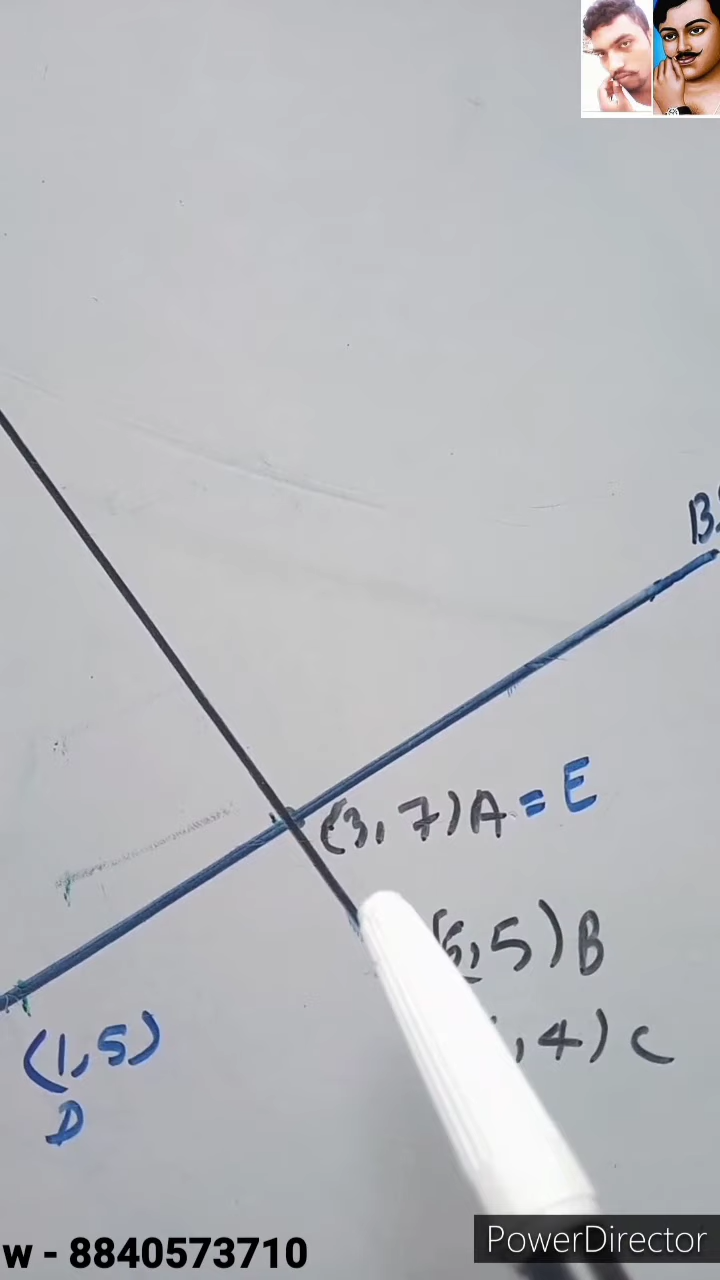 B
(3,7)A = E
5)B
,4)C
(1,5)
D
w - 8840573710
PowerDirector